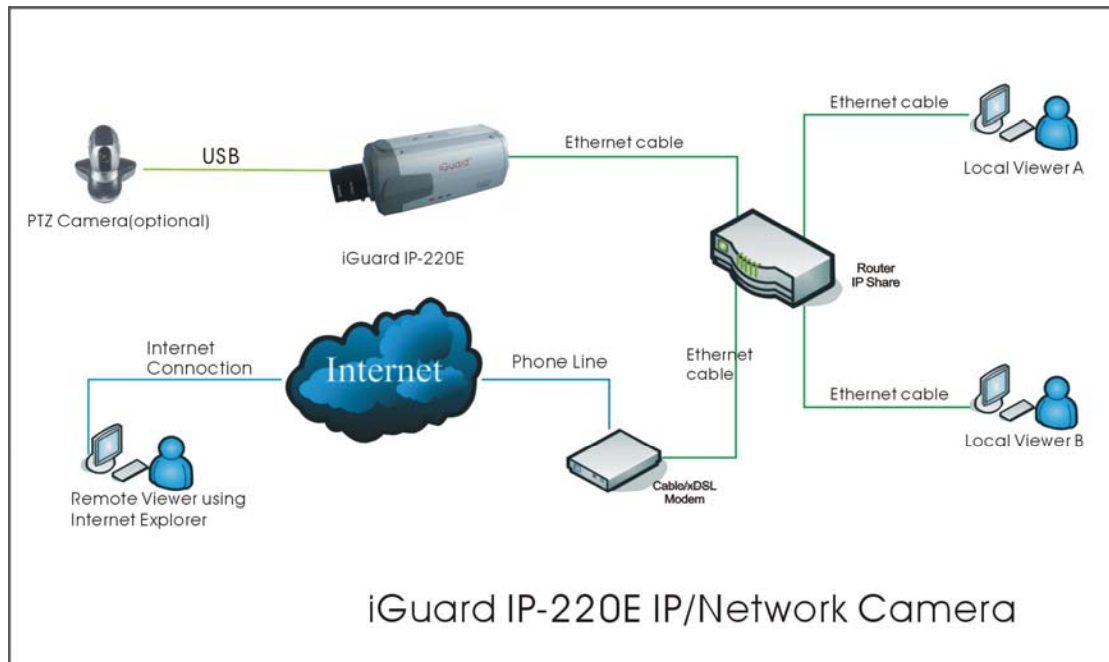 Ethernet cable
Local Viewer A
USB
iGuard
Ethernet cable
PTZ Camera(optional)
iGuard IP-220E
Router
IP Share
Internet
Connoction
Internet
Phone Line
Ethernet
cable
Ethernet cable
Local Viewer B
Remote Viewer using
Internet Explorer
Cable/xDSL
Modem
iGuard IP-220E IP/Network Camera